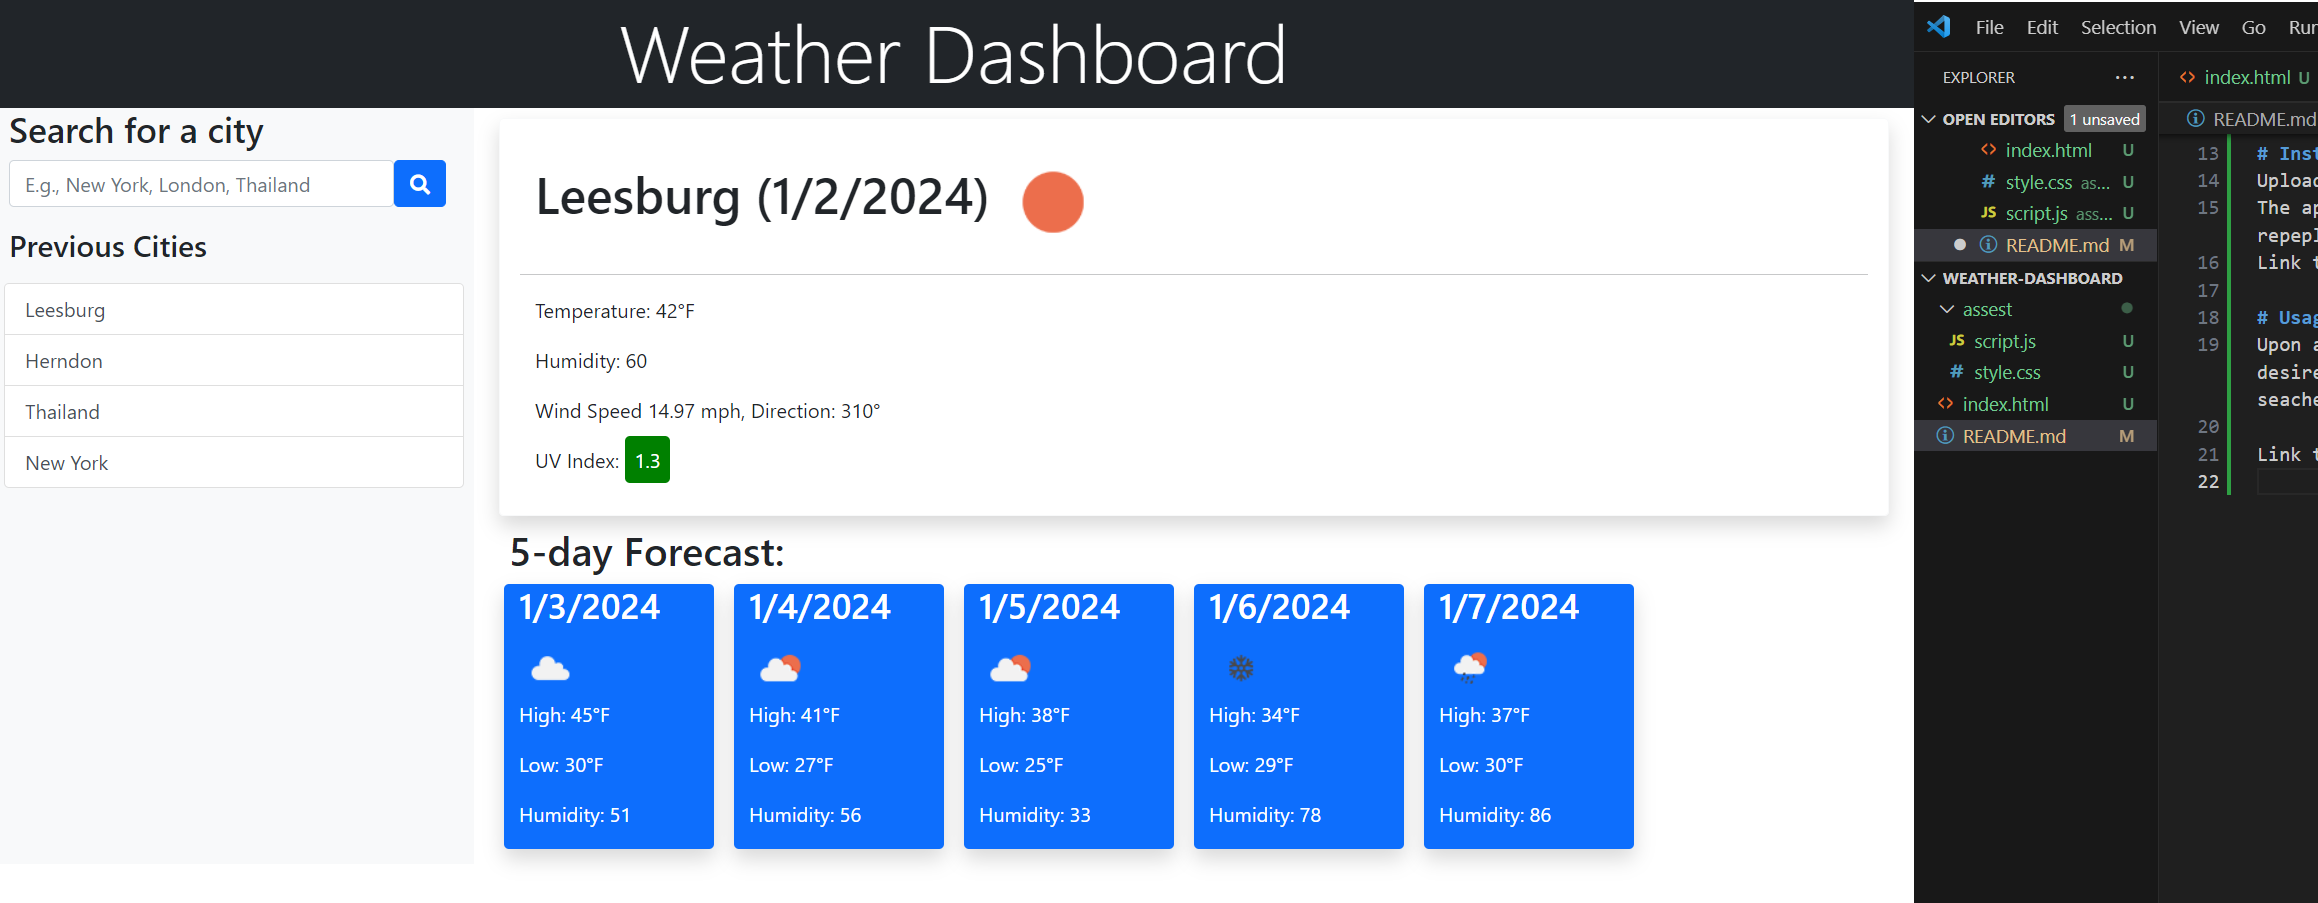 Weather Dashboard
Search for a city
E.g., New York, London, Thailand
Previous Cities
Leesburg
Herndon
Thailand
New York
Leesburg (1/2/2024)
Temperature: 42°F
Humidity: 60
Wind Speed 14.97 mph, Direction: 310°
UV Index: 1.3
5-day Forecast:
1/3/2024
High: 45°F
Low: 30°F
Humidity: 51
1/4/2024
High: 41°F
Low: 27°F
Humidity: 56
1/5/2024
High: 38°F
Low: 25°F
Humidity: 33
1/6/2024
High: 34°F
Low: 29°F
Humidity: 78
1/7/2024
High: 37°F
Low: 30°F
Humidity: 86
File Edit Selection View Go Run
EXPLORER ...
OPEN EDITORS 1 unsaved
<> index.html U
# style.css as... U
JS script.js ass... U
README.md M
WEATHER-DASHBOARD
assest
JS script.js U
# style.css U
<> index.html U
README.md M
<> index.html U
README.md
13 # Inst
14 Upload
15 The ap
repepl
16 Link t
17
18 # Usag
19 Upon a
desire
seache
20
21 Link t
22